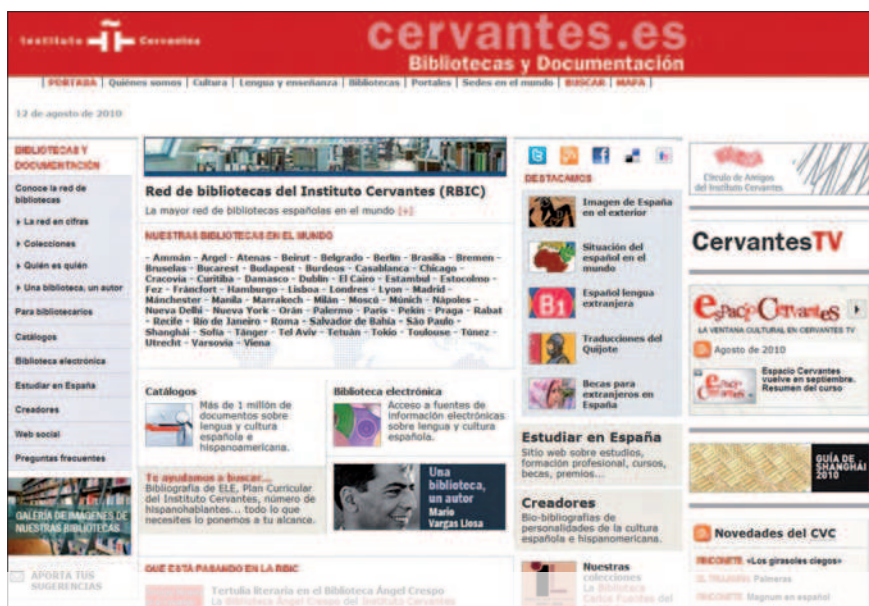 Instituto Cervantes
cervantes.es
Bibliotecas y Documentación
| PORTADA | Quiénes somos | Cultura | Lengua y enseñanza | Bibliotecas | Portales | Sedes en el mundo | BUSCAR | MAPA |
12 de agosto de 2010
BIBLIOTECAS Y
DOCUMENTACIÓN
Conoce la red de
bibliotecas
La red en cifras
Colecciones
Quién es quién
Una biblioteca, un autor
Para bibliotecarios
Catálogos
Biblioteca electrónica
Estudiar en España
Creadores
Web social
Preguntas frecuentes
GALERÍA DE IMÁGENES DE
NUESTRAS BIBLIOTECAS
APORTA TUS
SUGERENCIAS
Red de bibliotecas del Instituto Cervantes (RBIC)
La mayor red de bibliotecas españolas en el mundo [+]
NUESTRAS BIBLIOTECAS EN EL MUNDO
- Ammán - Argel - Atenas - Beirut - Belgrado - Berlín - Brasilia - Bremen -
Bruselas - Bucarest - Budapest - Burdeos - Casablanca - Chicago -
Cracovia - Curitiba - Damasco - Dublín - El Cairo - Estambul - Estocolmo -
Fez - Fráncfort - Hamburgo - Lisboa - Londres - Lyon - Madrid -
Mánchester - Manila - Marrakech - Milán - Moscú - Múnich - Nápoles -
Nueva Delhi - Nueva York - Orán - Palermo - París - Pekín - Praga - Rabat
- Recife - Río de Janeiro - Roma - Salvador de Bahía - São Paulo -
Shanghái - Sofía - Tánger - Tel Aviv - Tetuán - Tokio - Toulouse - Túnez -
Utrecht - Varsovia - Viena
Catálogos
Más de 1 millón de
documentos sobre
lengua y cultura
española e
hispanoamericana.
Biblioteca electrónica
Acceso a fuentes de
información electrónicas
sobre lengua y cultura
española.
Te ayudamos a buscar...
Bibliografía de ELE, Plan Curricular
del Instituto Cervantes, número de
hispanohablantes... todo lo que
necesites lo ponemos a tu alcance.
Una
biblioteca,
un autor
Mario
Vargas Llosa
QUE ESTÁ PASANDO EN LA RBIC
Tertulia literaria en el Biblioteca Ángel Crespo
La Biblioteca Ángel Crespo del Instituto Cervantes
DESTACAMOS
Imagen de España
en el exterior
Situación del
español en el
mundo
B1
Español lengua
extranjera
Traducciones del
Quijote
Becas para
extranjeros en
España
Estudiar en España
Sitio web sobre estudios,
formación profesional, cursos,
becas, premios...
Creadores
Bio-bibliografías de
personalidades de la cultura
española e hispanoamericana.
Nuestras
colecciones
La Biblioteca
Carlos Fuentes del
Círculo de Amigos
del Instituto Cervantes
CervantesTV
esPacio Cervantes
LA VENTANA CULTURAL EN CERVANTES TV
Agosto de 2010
Espacio Cervantes
vuelve en septiembre.
Resumen del curso
GUÍA DE
SHANGHÁI
2010
Novedades del CVC
RINCONETE «Los girasoles ciegos»
EL TRUJAMÁN Palmeras
RINCONETE Magnum en español